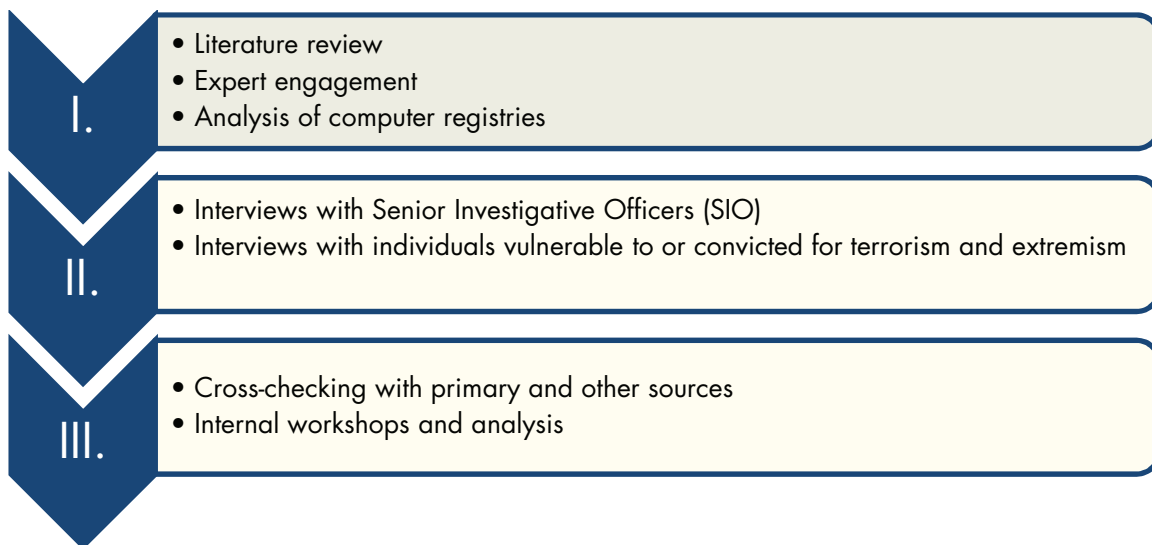 I.
• Literature review
• Expert engagement
• Analysis of computer registries
II.
• Interviews with Senior Investigative Officers (SIO)
• Interviews with individuals vulnerable to or convicted for terrorism and extremism
III.
• Cross-checking with primary and other sources
• Internal workshops and analysis